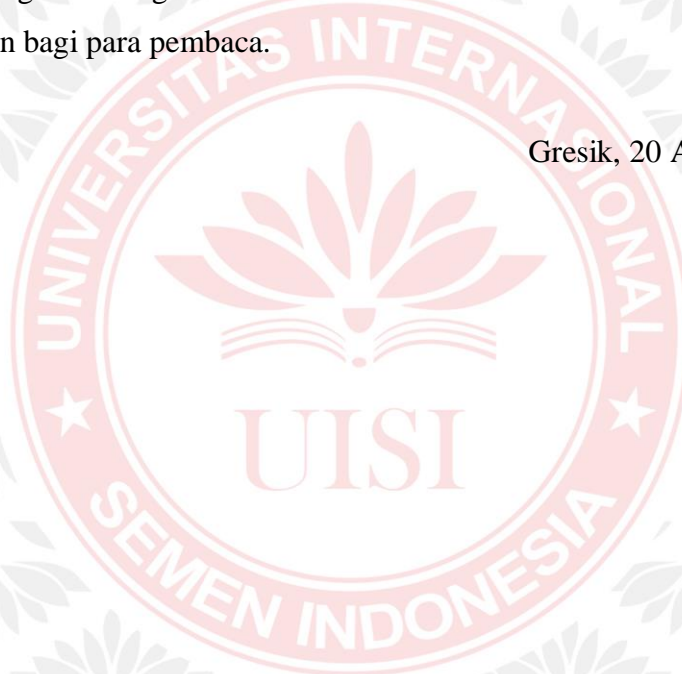 n bagi para pembaca.
Gresik, 20 A
UNIVERSITAS INTERNASIONAL
UISI
SEMEN INDONESIA